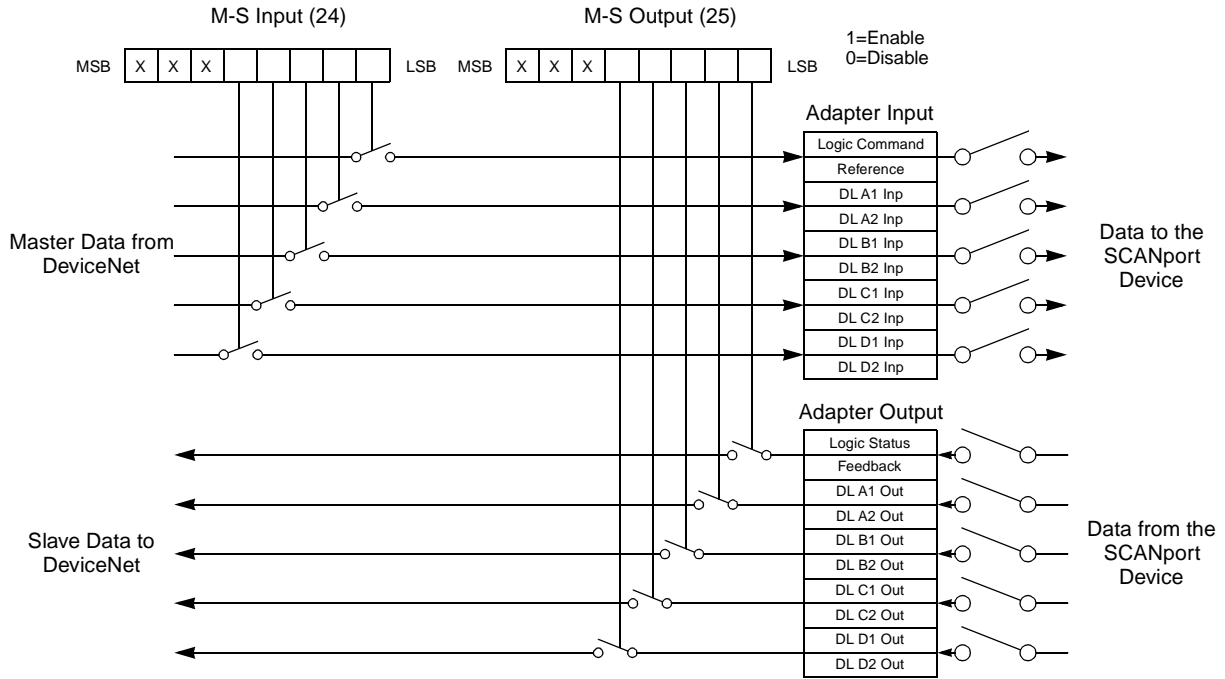 M-S Input (24)
M-S Output (25)
1=Enable
0=Disable
MSB X X X LSB
MSB X X X LSB
Adapter Input
Logic Command
Reference
DL A1 Inp
DL A2 Inp
DL B1 Inp
DL B2 Inp
DL C1 Inp
DL C2 Inp
DL D1 Inp
DL D2 Inp
Master Data from
DeviceNet
Data to the
SCANport
Device
Adapter Output
Logic Status
Feedback
DL A1 Out
DL A2 Out
DL B1 Out
DL B2 Out
DL C1 Out
DL C2 Out
DL D1 Out
DL D2 Out
Slave Data to
DeviceNet
Data from the
SCANport
Device